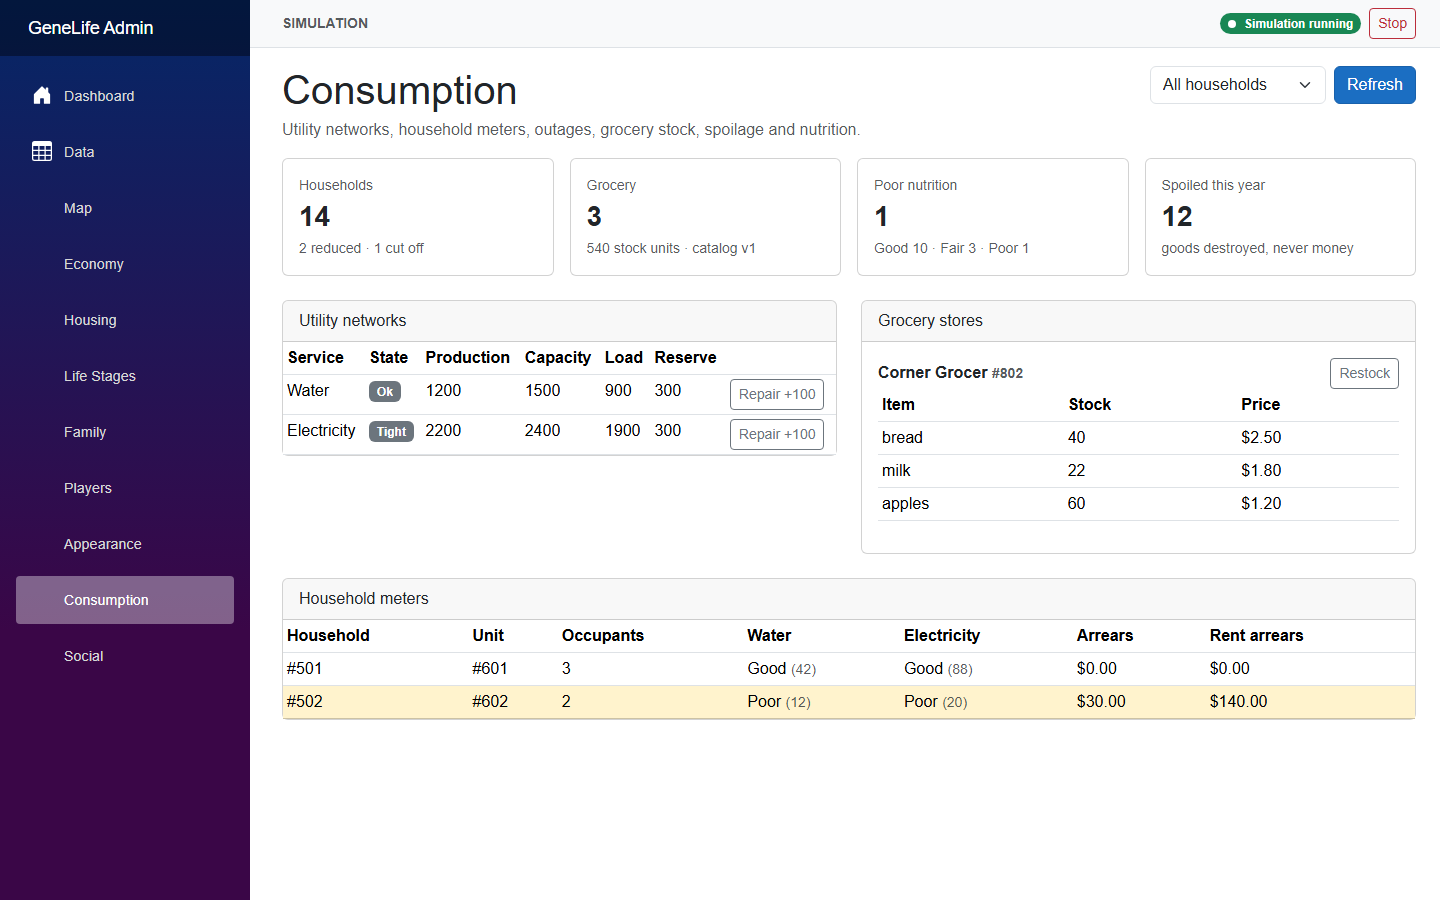 GeneLife Admin
SIMULATION
Simulation running
Stop
Dashboard
Data
Map
Economy
Housing
Life Stages
Family
Players
Appearance
Consumption
Social
Consumption
All households
Refresh
Utility networks, household meters, outages, grocery stock, spoilage and nutrition.
Households
14
2 reduced · 1 cut off
Grocery
3
540 stock units · catalog v1
Poor nutrition
1
Good 10 · Fair 3 · Poor 1
Spoiled this year
12
goods destroyed, never money
Utility networks
Service State Production Capacity Load Reserve
Water Ok 1200 1500 900 300 Repair +100
Electricity Tight 2200 2400 1900 300 Repair +100
Grocery stores
Corner Grocer #802 Restock
Item Stock Price
bread 40 $2.50
milk 22 $1.80
apples 60 $1.20
Household meters
Household Unit Occupants Water Electricity Arrears Rent arrears
#501 #601 3 Good (42) Good (88) $0.00 $0.00
#502 #602 2 Poor (12) Poor (20) $30.00 $140.00